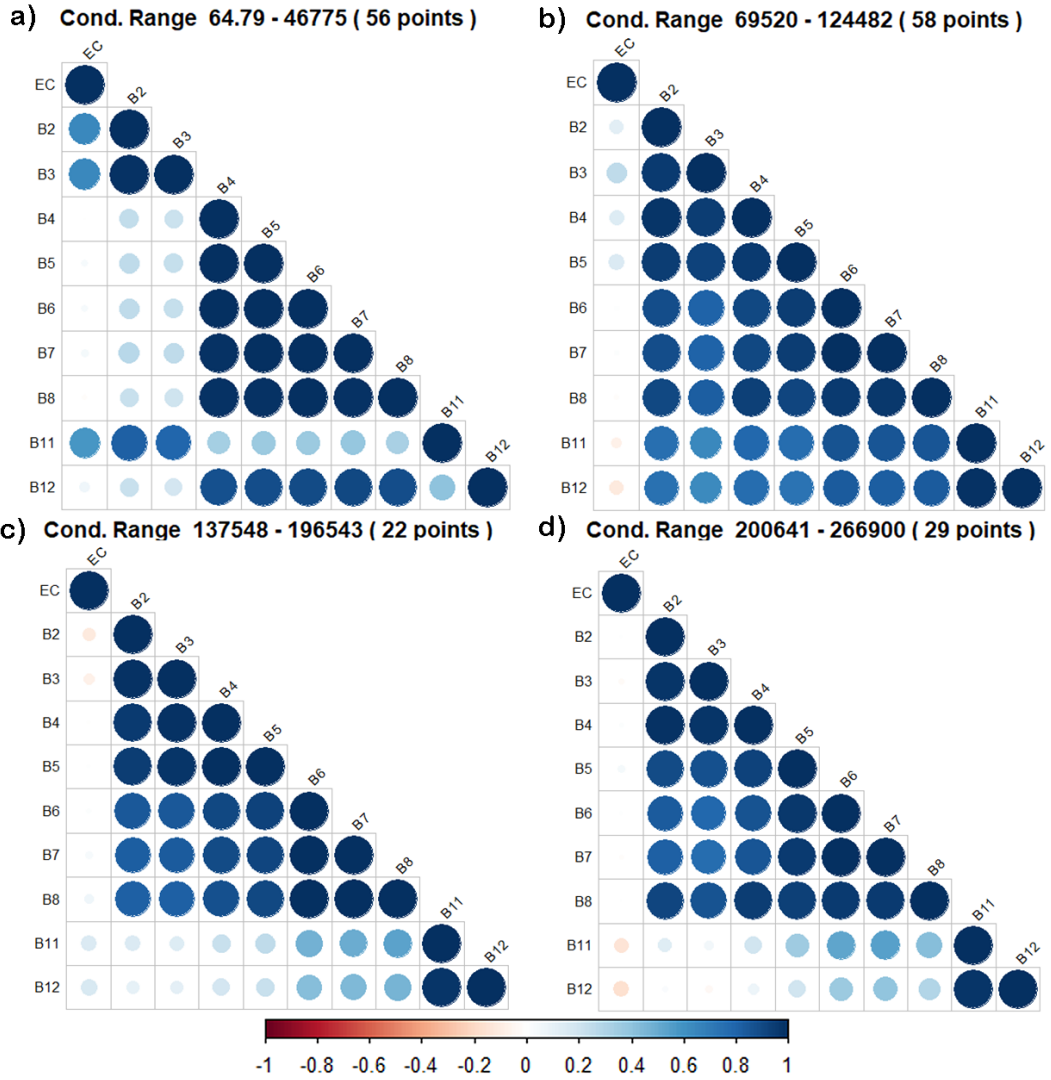 a) Cond. Range 64.79 - 46775 ( 56 points )
EC
EC
B2
B2
B3
B3
B4
B4
B5
B5
B6
B6
B7
B7
B8
B8
B11
B11
B12
B12
b) Cond. Range 69520 - 124482 ( 58 points )
EC
EC
B2
B2
B3
B3
B4
B4
B5
B5
B6
B6
B7
B7
B8
B8
B11
B11
B12
B12
c) Cond. Range 137548 - 196543 ( 22 points )
EC
EC
B2
B2
B3
B3
B4
B4
B5
B5
B6
B6
B7
B7
B8
B8
B11
B11
B12
B12
d) Cond. Range 200641 - 266900 ( 29 points )
EC
EC
B2
B2
B3
B3
B4
B4
B5
B5
B6
B6
B7
B7
B8
B8
B11
B11
B12
B12
-1 -0.8 -0.6 -0.4 -0.2 0 0.2 0.4 0.6 0.8 1